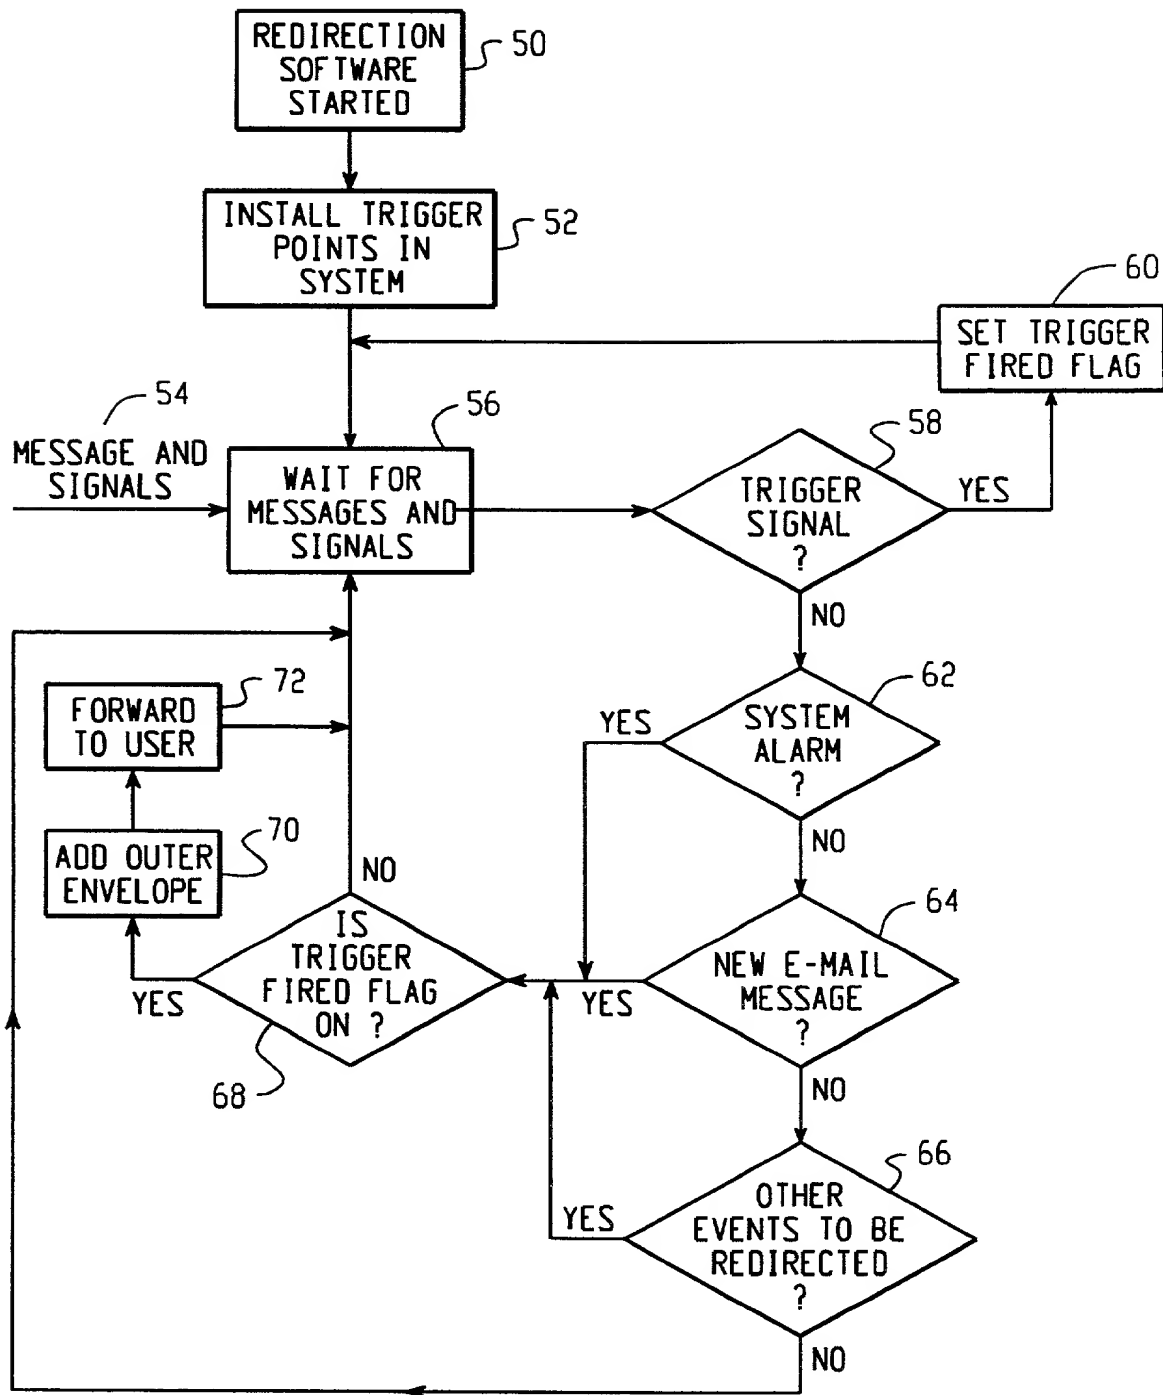 REDIRECTION
SOFTWARE
STARTED
50
INSTALL TRIGGER
POINTS IN
SYSTEM
52
60
SET TRIGGER
FIRED FLAG
54
MESSAGE AND
SIGNALS
56
WAIT FOR
MESSAGES AND
SIGNALS
58
TRIGGER
SIGNAL
?
YES
NO
62
SYSTEM
ALARM
?
YES
NO
72
FORWARD
TO USER
70
ADD OUTER
ENVELOPE
NO
IS
TRIGGER
FIRED FLAG
ON ?
YES
68
64
NEW E-MAIL
MESSAGE
?
YES
NO
66
OTHER
EVENTS TO BE
REDIRECTED
?
YES
NO